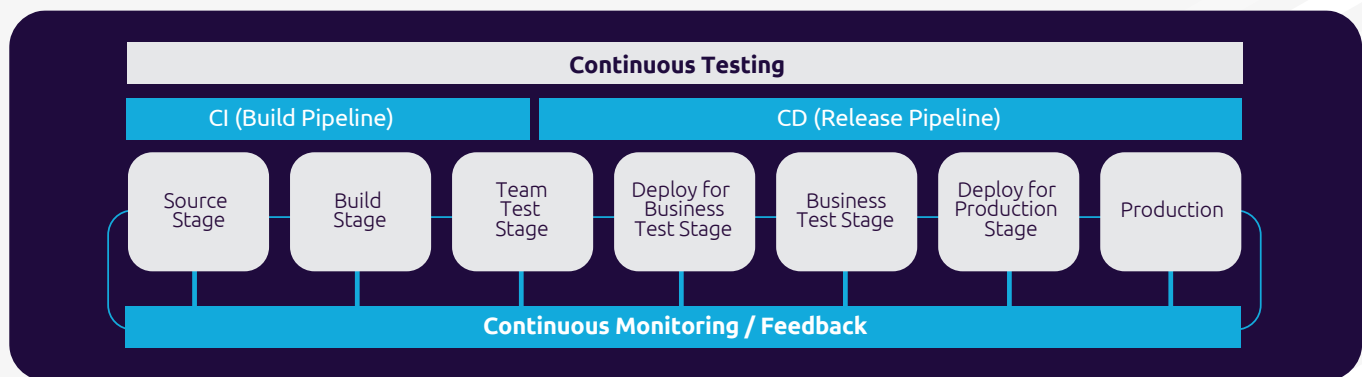 Continuous Testing
CI (Build Pipeline)
CD (Release Pipeline)
Source
Stage
Build
Stage
Team
Test
Stage
Deploy for
Business
Test Stage
Business
Test Stage
Deploy for
Production
Stage
Production
Continuous Monitoring / Feedback